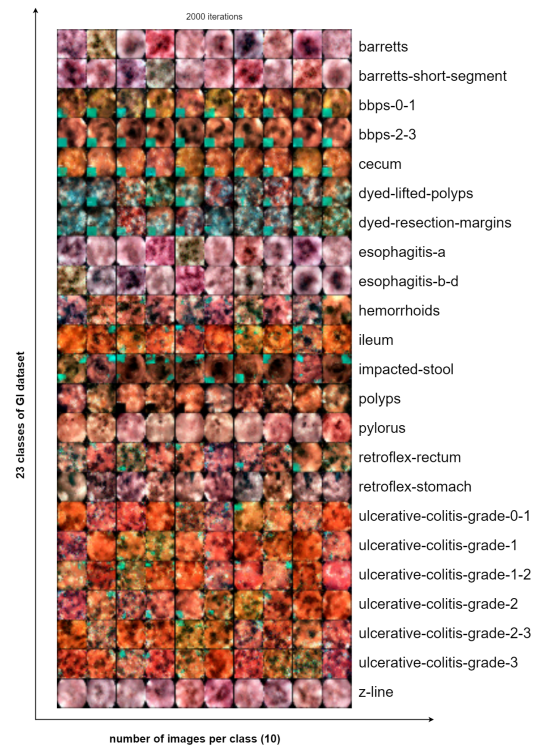 2000 iterations
barretts
barretts-short-segment
bbps-0-1
bbps-2-3
cecum
dyed-lifted-polyps
dyed-resection-margins
esophagitis-a
esophagitis-b-d
hemorrhoids
ileum
impacted-stool
polyps
pylorus
retroflex-rectum
retroflex-stomach
ulcerative-colitis-grade-0-1
ulcerative-colitis-grade-1
ulcerative-colitis-grade-1-2
ulcerative-colitis-grade-2
ulcerative-colitis-grade-2-3
ulcerative-colitis-grade-3
z-line
23 classes of GI dataset
number of images per class (10)